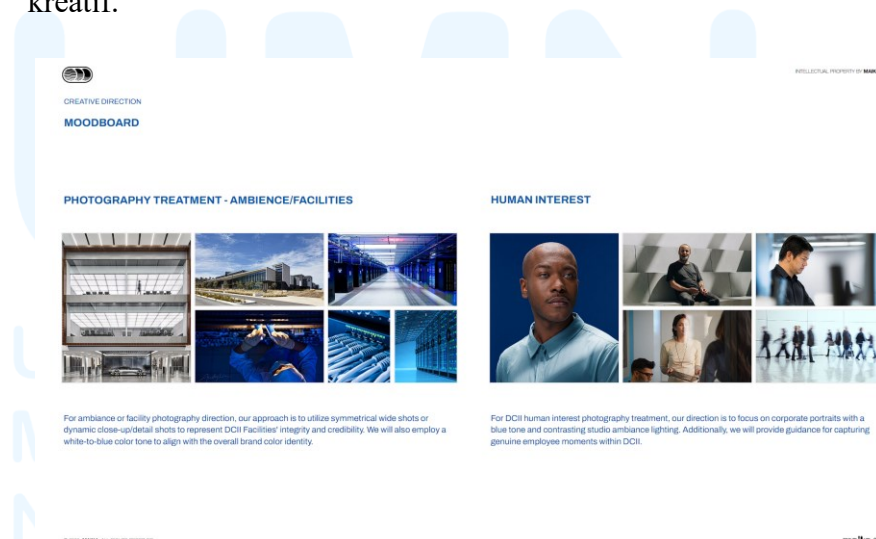 kreatif.
INTELLECTUAL PROPERTY BY
CREATIVE DIRECTION
MOODBOARD
PHOTOGRAPHY TREATMENT - AMBIENCE/FACILITIES
For ambiance or facility photography direction, our approach is to utilize symmetrical wide shots or
dynamic close-up/detail shots to represent DCII Facilities' integrity and credibility. We will also employ a
white-to-blue color tone to align with the overall brand color identity.
HUMAN INTEREST
For DCII human interest photography treatment, our direction is to focus on corporate portraits with a
blue tone and contrasting studio ambiance lighting. Additionally, we will provide guidance for capturing
genuine employee moments within DCII.